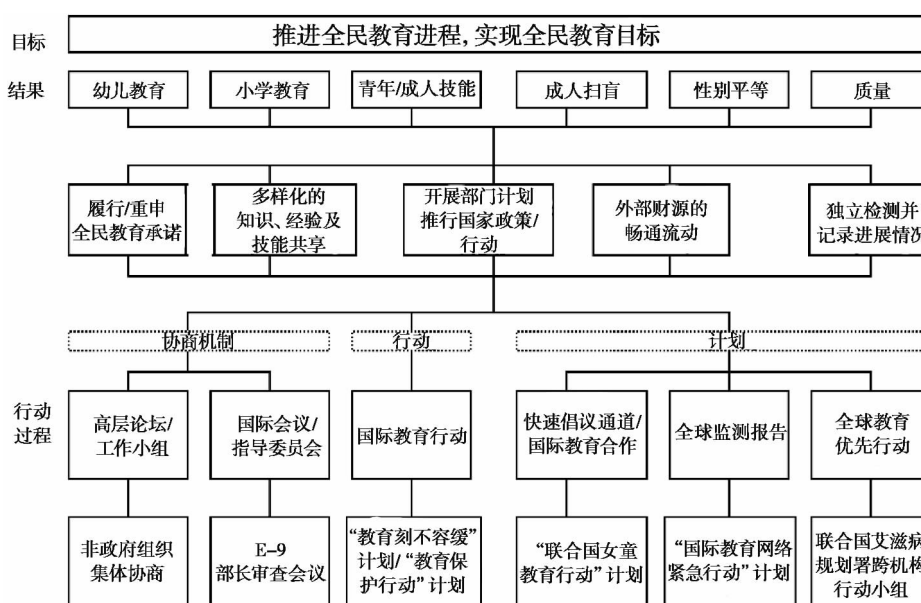 目标
推进全民教育进程,实现全民教育目标
结果
幼儿教育
小学教育
青年/成人技能
成人扫盲
性别平等
质量
履行/重申
全民教育承诺
多样化的
知识、经验及
技能共享
开展部门计划
推行国家政策/
行动
外部财源的
畅通流动
独立检测并
记录进展情况
协商机制
行动
计划
行动
过程
高层论坛/
工作小组
国际会议/
指导委员会
国际教育行动
快速倡议通道/
国际教育合作
全球监测报告
全球教育
优先行动
非政府组织
集体协商
E-9
部长审查会议
“教育刻不容缓”
计划/“教育保
护行动”计划
“联合国女童
教育行动”计划
“国际教育网络
紧急行动”计划
联合国艾滋病
规划署跨机构
行动小组